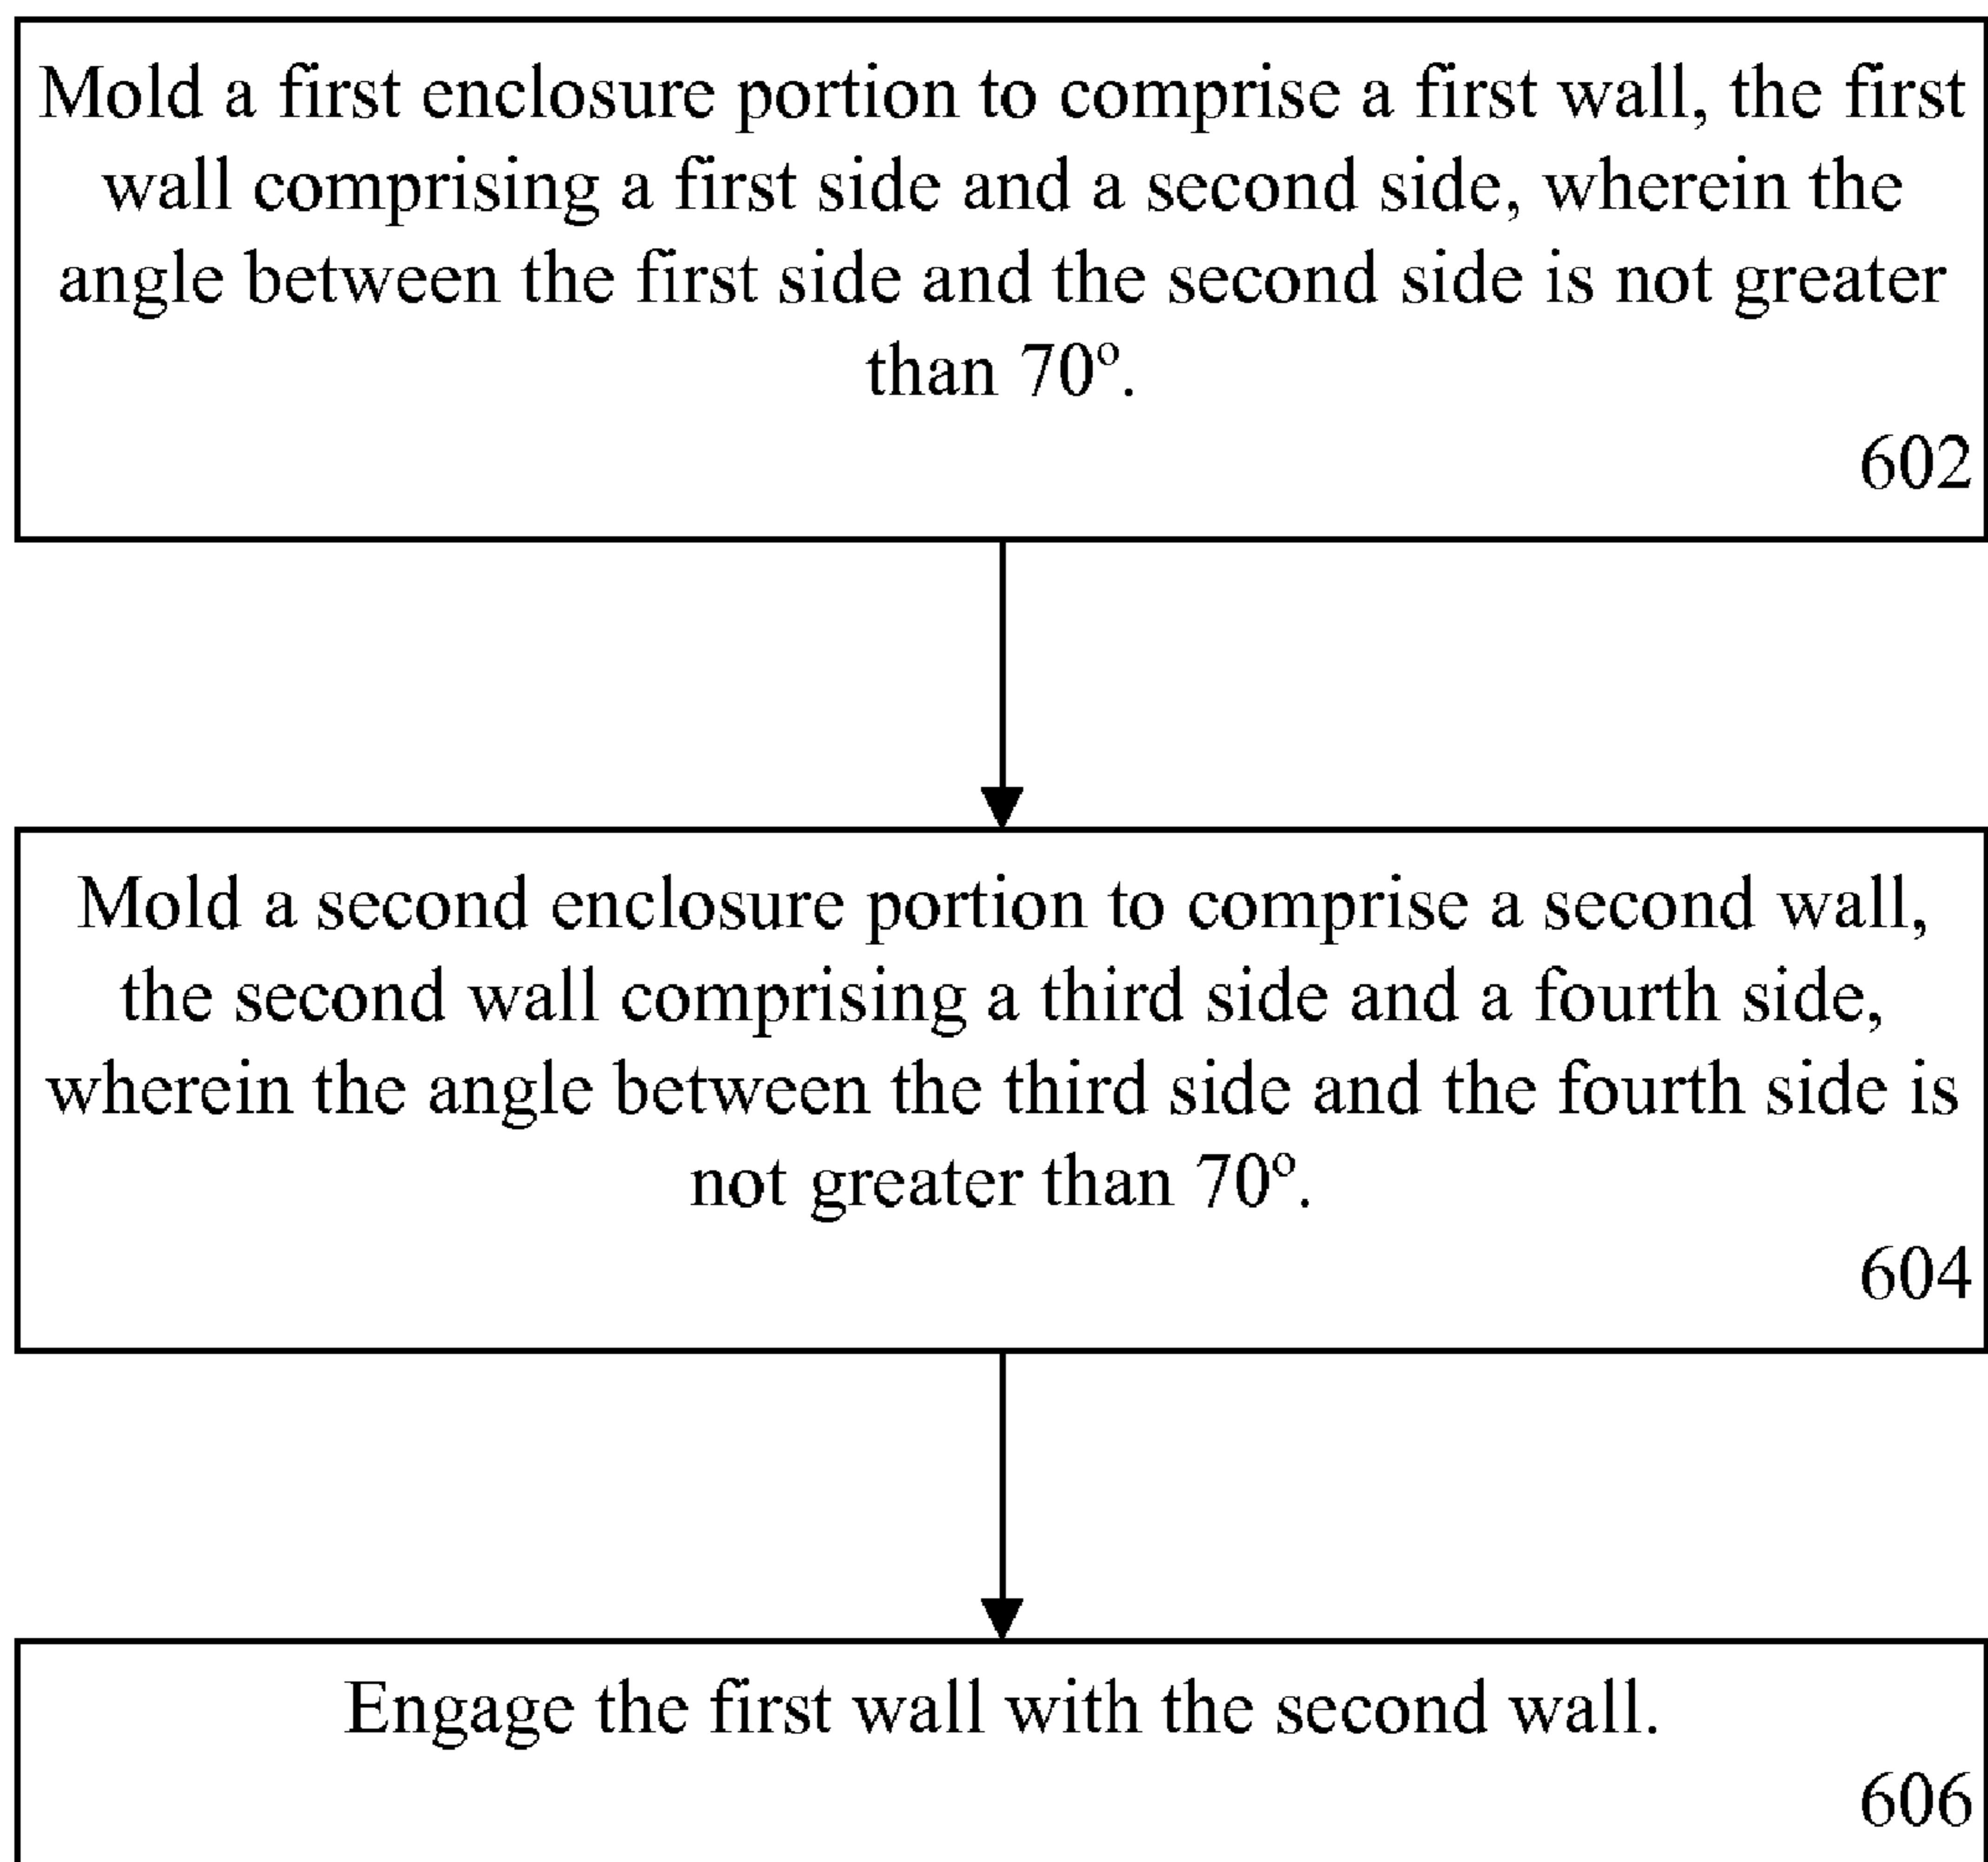 Mold a first enclosure portion to comprise a first wall, the first
wall comprising a first side and a second side, wherein the
angle between the first side and the second side is not greater
than 70º.
602
Mold a second enclosure portion to comprise a second wall,
the second wall comprising a third side and a fourth side,
wherein the angle between the third side and the fourth side is
not greater than 70º.
604
Engage the first wall with the second wall.
606